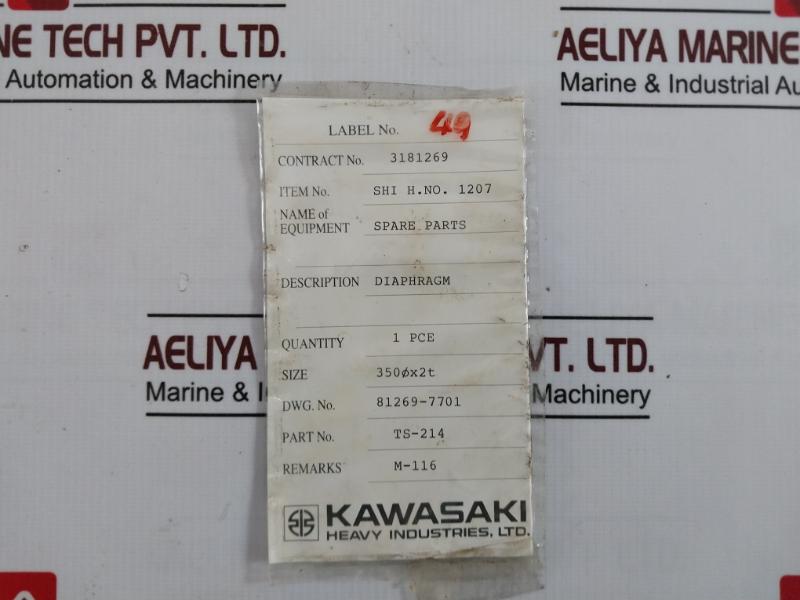 NE TECH PVT. LTD.
Automation & Machinery
AELIYA MARINE
Marine & Industrial Au
LABEL No. 49
CONTRACT No. 3181269
ITEM No. SHI H.NO. 1207
NAME of
EQUIPMENT SPARE PARTS
DESCRIPTION DIAPHRAGM
QUANTITY 1 PCE
SIZE 350øx2t
DWG. No. 81269-7701
PART No. TS-214
REMARKS M-116
KAWASAKI
HEAVY INDUSTRIES, LTD.
AELIYA VT. LTD.
Marine & I Machinery